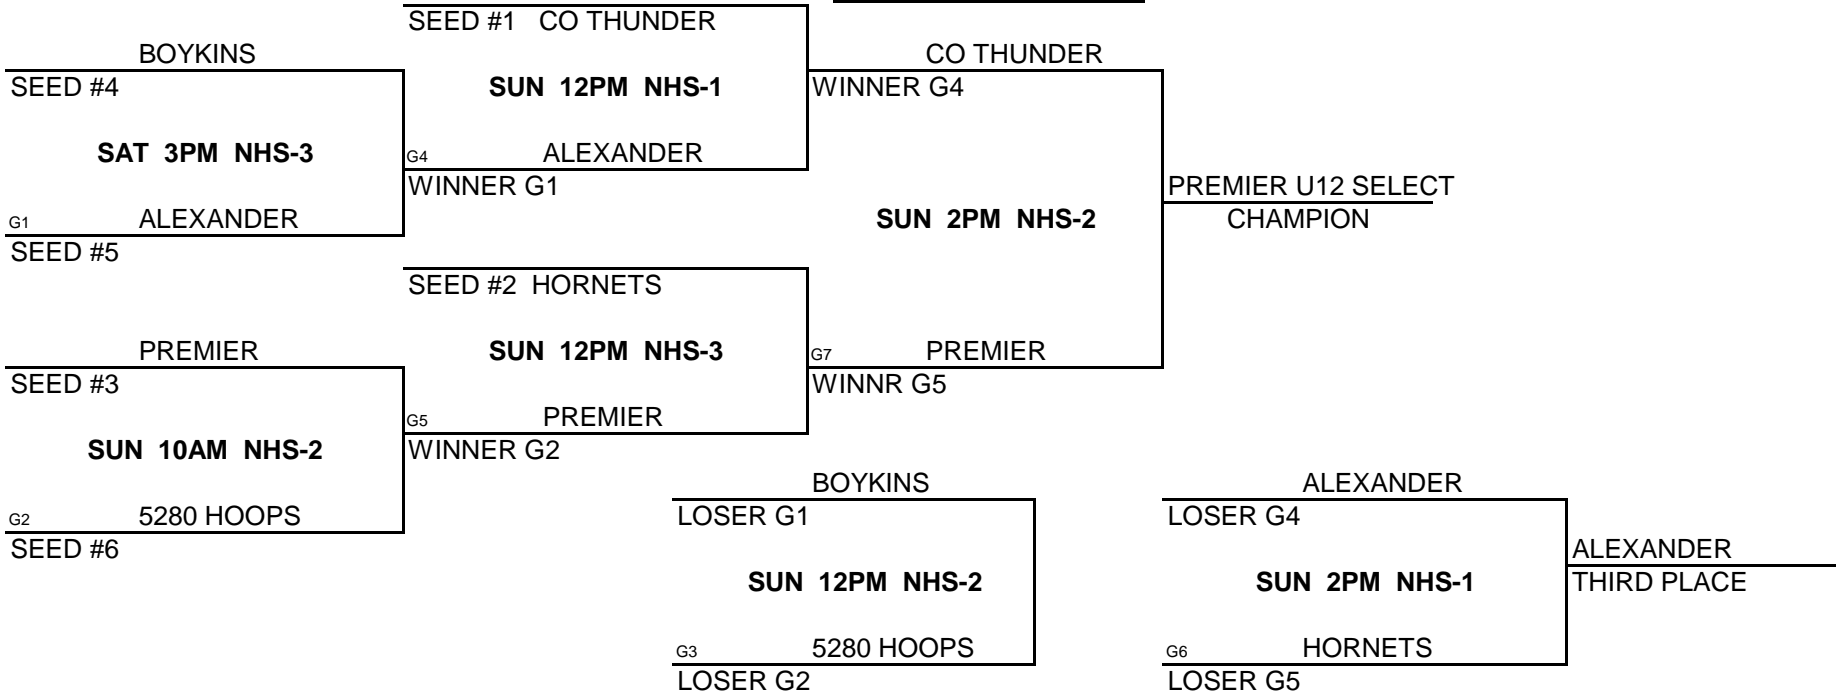 SEED #1 CO THUNDER
BOYKINS
CO THUNDER
SEED #4
SUN 12PM NHS-1
WINNER G4
SAT 3PM NHS-3
G4 ALEXANDER
WINNER G1
PREMIER U12 SELECT
G1 ALEXANDER
SUN 2PM NHS-2
CHAMPION
SEED #5
SEED #2 HORNETS
PREMIER
SUN 12PM NHS-3
G7 PREMIER
SEED #3
WINNR G5
G5 PREMIER
SUN 10AM NHS-2
WINNER G2
BOYKINS
ALEXANDER
G2 5280 HOOPS
LOSER G1
LOSER G4
SEED #6
ALEXANDER
SUN 12PM NHS-2
SUN 2PM NHS-1
THIRD PLACE
G3 5280 HOOPS
G6 HORNETS
LOSER G2
LOSER G5